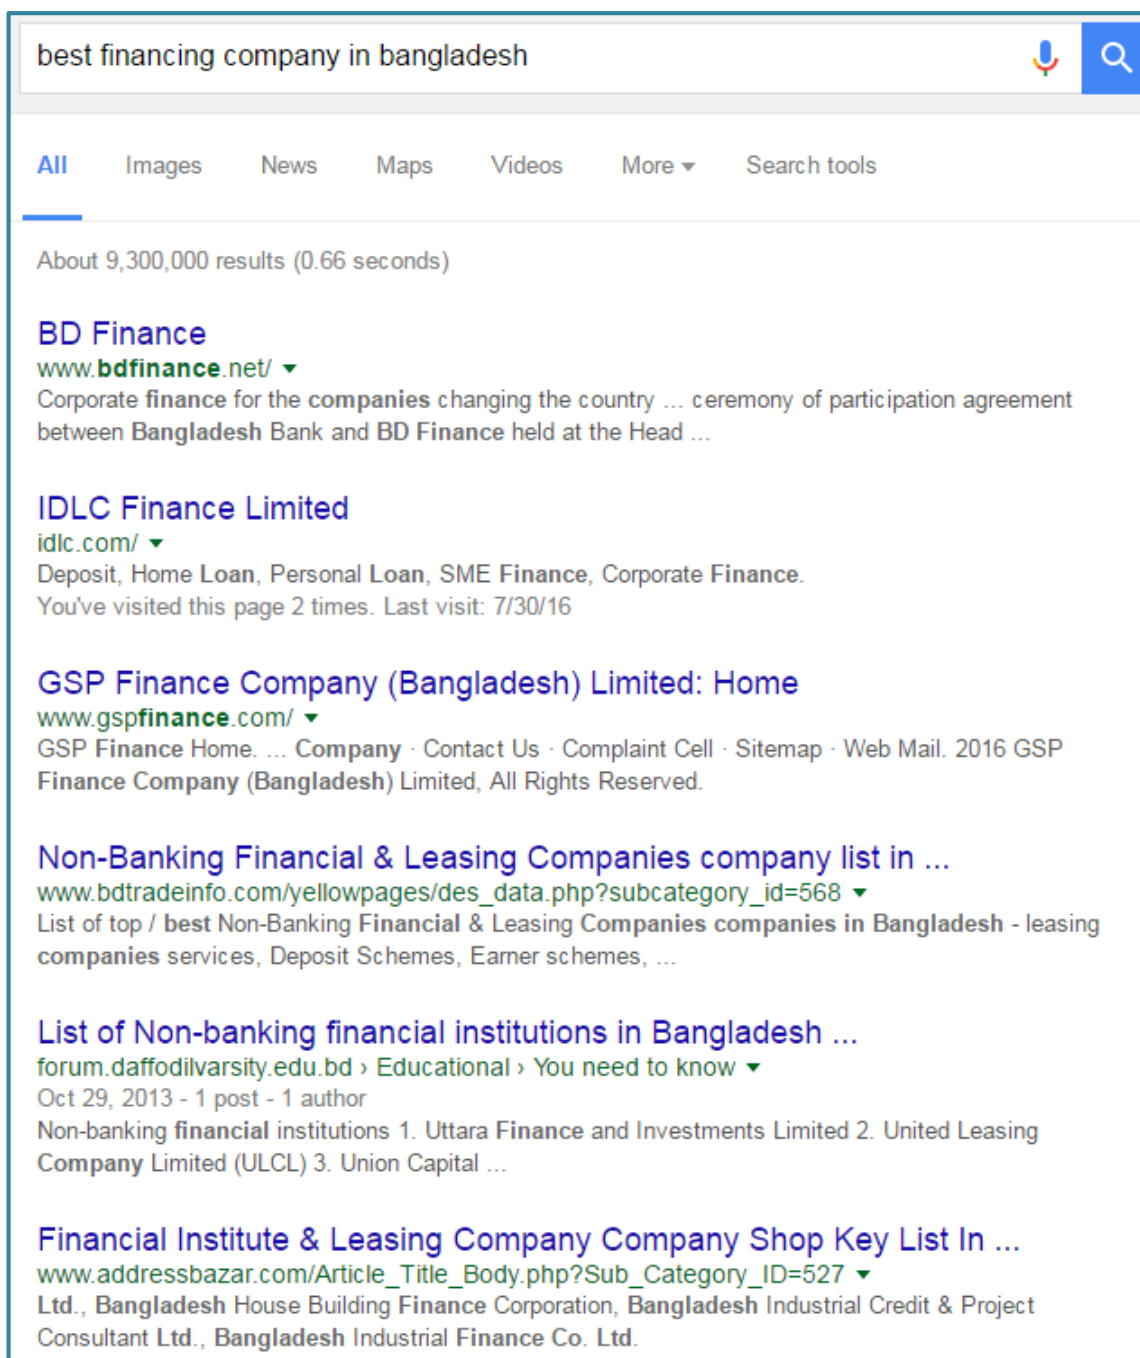 best financing company in bangladesh
All Images News Maps Videos More Search tools
About 9,300,000 results (0.66 seconds)
BD Finance
www.bdfinance.net/
Corporate finance for the companies changing the country ... ceremony of participation agreement
between Bangladesh Bank and BD Finance held at the Head ...
IDLC Finance Limited
idlc.com/
Deposit, Home Loan, Personal Loan, SME Finance, Corporate Finance.
You've visited this page 2 times. Last visit: 7/30/16
GSP Finance Company (Bangladesh) Limited: Home
www.gspfinance.com/
GSP Finance Home. ... Company · Contact Us · Complaint Cell · Sitemap · Web Mail. 2016 GSP
Finance Company (Bangladesh) Limited, All Rights Reserved.
Non-Banking Financial & Leasing Companies company list in ...
www.bdtradeinfo.com/yellowpages/des_data.php?subcategory_id=568
List of top / best Non-Banking Financial & Leasing Companies companies in Bangladesh - leasing
companies services, Deposit Schemes, Earner schemes, ...
List of Non-banking financial institutions in Bangladesh ...
forum.daffodilvarsity.edu.bd › Educational › You need to know
Oct 29, 2013 - 1 post - 1 author
Non-banking financial institutions 1. Uttara Finance and Investments Limited 2. United Leasing
Company Limited (ULCL) 3. Union Capital ...
Financial Institute & Leasing Company Company Shop Key List In ...
www.addressbazar.com/Article_Title_Body.php?Sub_Category_ID=527
Ltd., Bangladesh House Building Finance Corporation, Bangladesh Industrial Credit & Project
Consultant Ltd., Bangladesh Industrial Finance Co. Ltd.